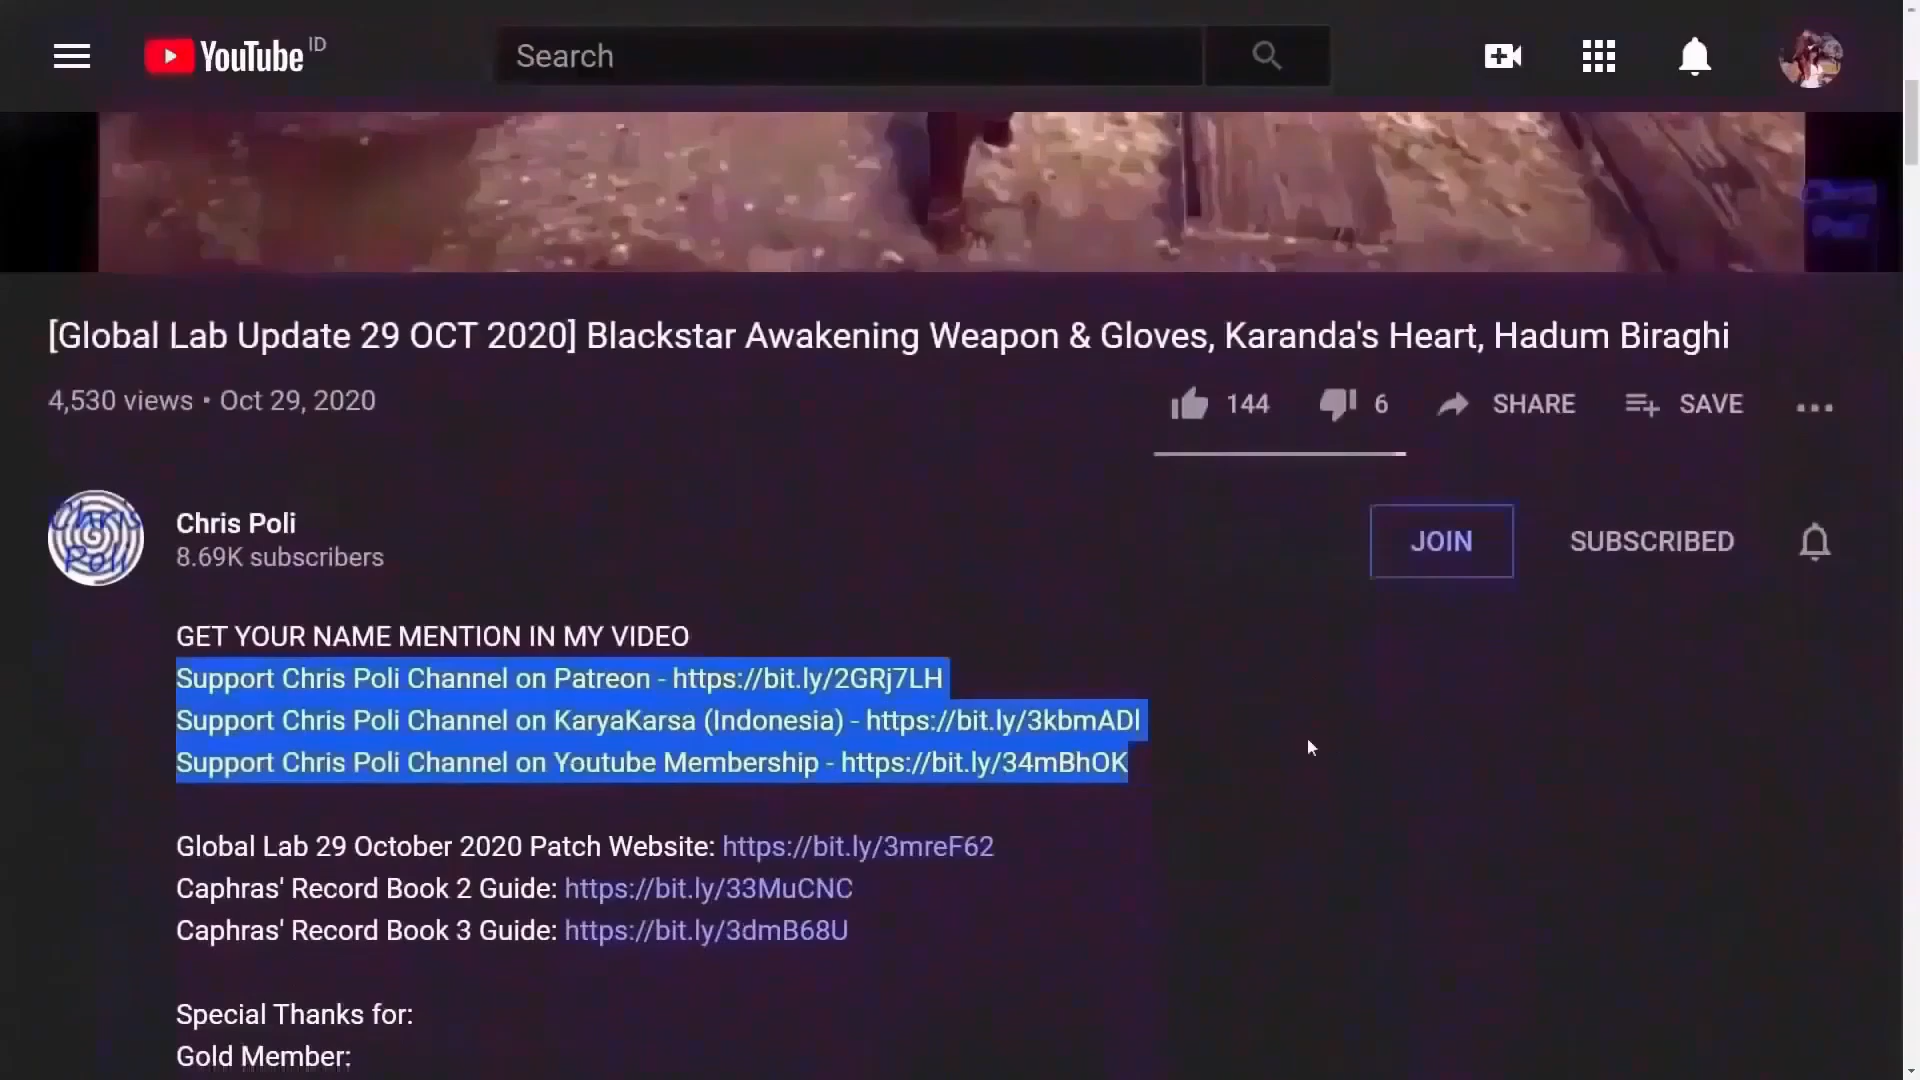 YouTube ID
Search
[Global Lab Update 29 OCT 2020] Blackstar Awakening Weapon & Gloves, Karanda's Heart, Hadum Biraghi
4,530 views • Oct 29, 2020
144
6
SHARE
SAVE
Chris Poli
Chris Poli
8.69K subscribers
JOIN
SUBSCRIBED
GET YOUR NAME MENTION IN MY VIDEO
Support Chris Poli Channel on Patreon - https://bit.ly/2GRj7LH
Support Chris Poli Channel on KaryaKarsa (Indonesia) - https://bit.ly/3kbmADl
Support Chris Poli Channel on Youtube Membership - https://bit.ly/34mBhOK
Global Lab 29 October 2020 Patch Website: https://bit.ly/3mreF62
Caphras' Record Book 2 Guide: https://bit.ly/33MuCNC
Caphras' Record Book 3 Guide: https://bit.ly/3dmB68U
Special Thanks for:
Gold Member: